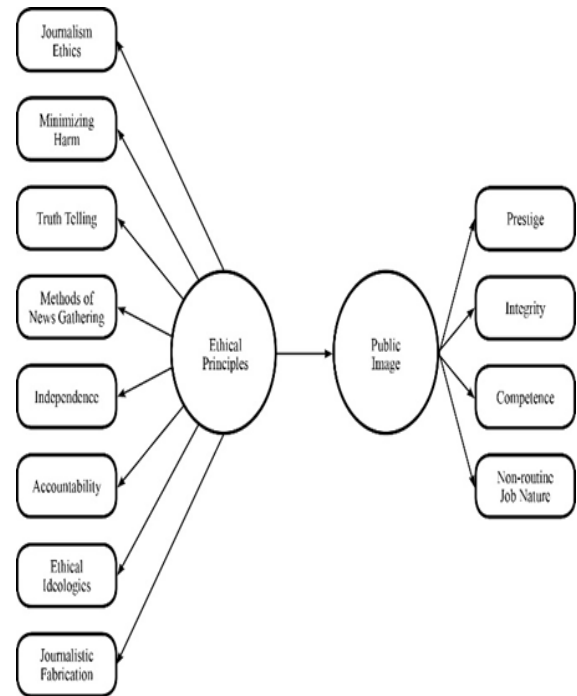 Journalism
Ethics
Minimizing
Harm
Truth Telling
Methods of
News Gathering
Independence
Accountability
Ethical
Ideologies
Journalistic
Fabrication
Ethical
Principles
Public
Image
Prestige
Integrity
Competence
Non-routine
Job Nature